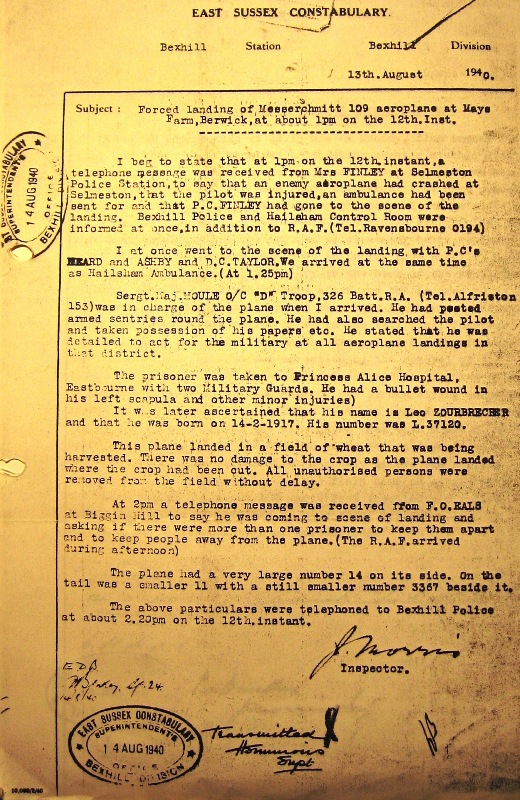 EAST SUSSEX CONSTABULARY.
Bexhill Station Bexhill Division
13th.August 1940.
Subject : Forced landing of Messerchmitt 109 aeroplane at Mays
Farm,Berwick,at about 1pm on the 12th.Inst.
I beg to state that at 1pm on the 12th.instant,a
telephone message was received from Mrs FINLEY at Selmeston
Police Station,to say that an enemy aeroplane had crashed at
Selmeston,that the pilot was injured,an ambulance had been
sent for and that P.C.FINLEY had gone to the scene of the
landing. Bexhill Police and Hailsham Control Room were
informed at once,in addition to R.A.F.(Tel.Ravensbourne 0194)
I at once went to the scene of the landing with P.C's
HEARD and ASHBY and D.C.TAYLOR.We arrived at the same time
as Hailsham Ambulance.(At 1.25pm)
Sergt.Maj.MOULE O/C "D" Troop,326 Batt.R.A. (Tel.Alfriston
153)was in charge of the plane when I arrived. He had posted
armed sentries round the plane. He had also searched the pilot
and taken possession of his papers etc. He stated that he was
detailed to act for the military at all aeroplane landings in
that district.
The prisoner was taken to Princess Alice Hospital,
Eastbourne with two Military Guards. He had a bullet wound in
his left scapula and other minor injuries)
It was later ascertained that his name is Leo ZOURBRECHER
and that he was born on 14-2-1917. His number was L.37120.
This plane landed in a field of wheat that was being
harvested. There was no damage to the crop as the plane landed
where the crop had been cut. All unauthorised persons were
removed from the field without delay.
At 2pm a telephone message was received from F.O.EALS
at Biggin Hill to say he was coming to scene of landing and
asking if there were more than one prisoner to keep them apart
and to keep people away from the plane.(The R.A.F.arrived
during afternoon)
The plane had a very large number 14 on its side. On the
tail was a smaller 11 with a still smaller number 3367 beside it.
The above particulars were telephoned to Bexhill Police
at about 2.20pm on the 12th.instant.
J. Morris
Inspector.
EAST SUSSEX CONSTABULARY
SUPERINTENDENT'S
14 AUG 1940
OFFICE
BEXHILL DIVISION
Transmitted
Supt
SUPERINTENDENT'S
14 AUG 1940
OFFICE
10,000/2/40